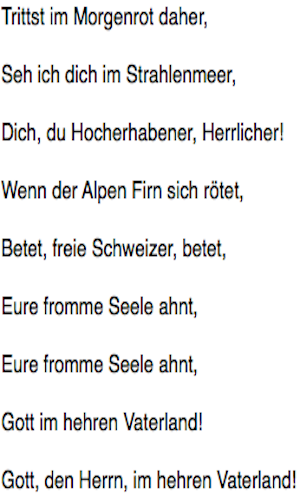 Trittst im Morgenrot daher,
Seh ich dich im Strahlenmeer,
Dich, du Hocherhabener, Herrlicher!
Wenn der Alpen Firn sich rötet,
Betet, freie Schweizer, betet,
Eure fromme Seele ahnt,
Eure fromme Seele ahnt,
Gott im hehren Vaterland!
Gott, den Herrn, im hehren Vaterland!